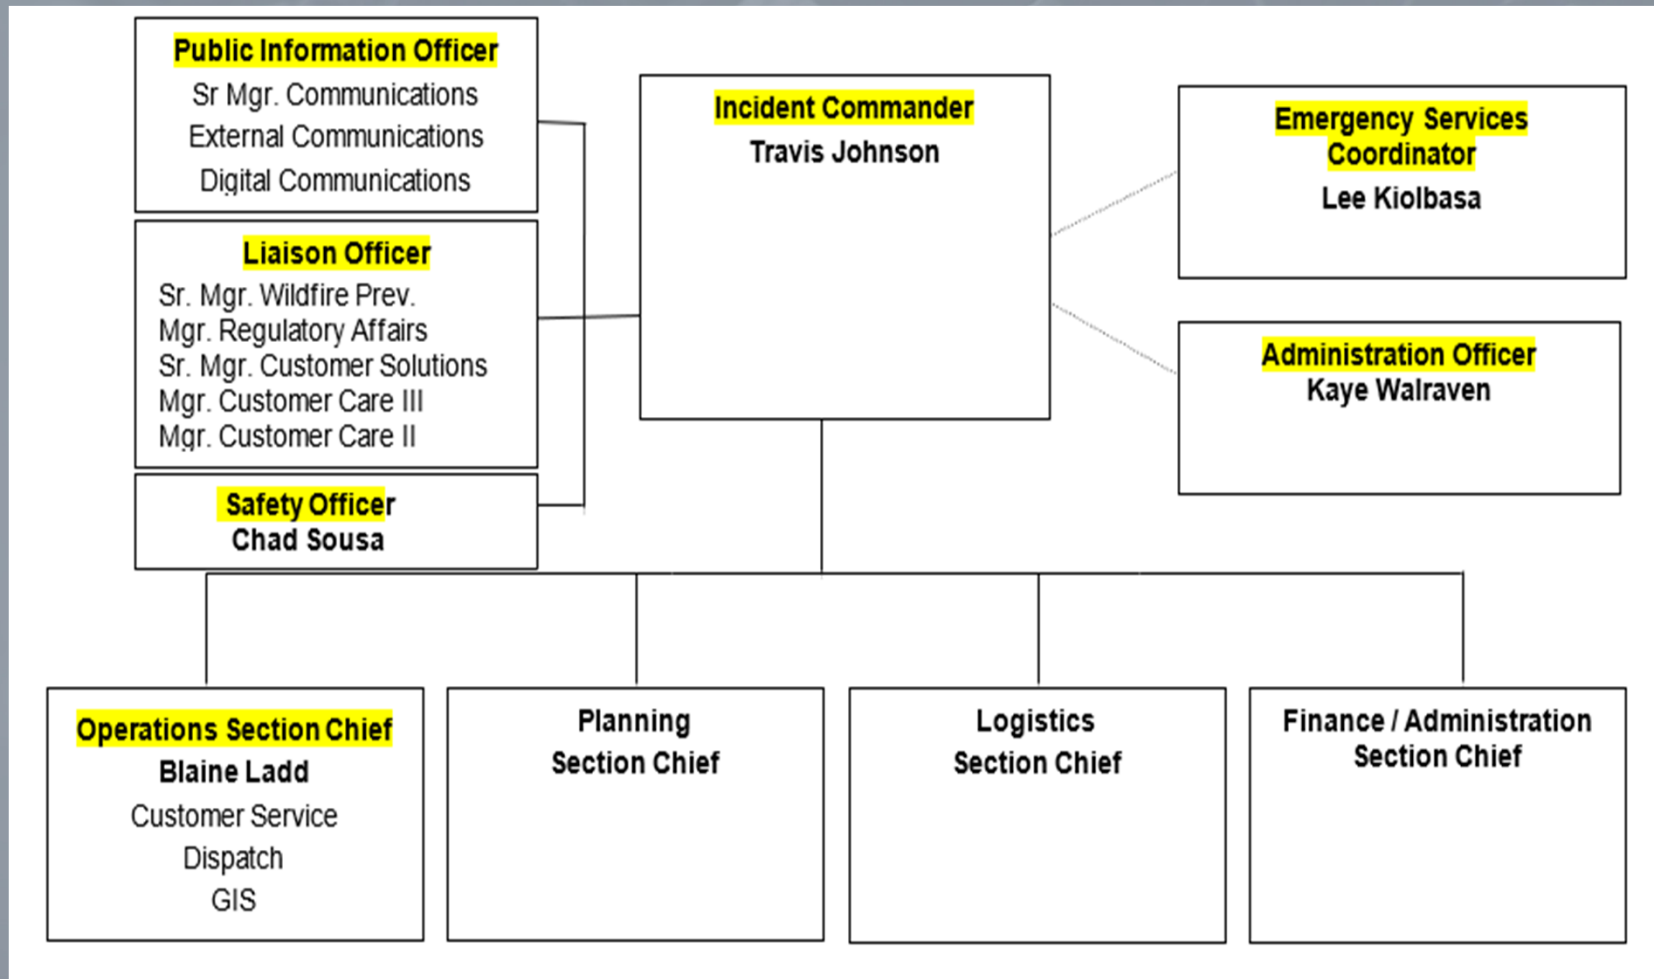 Public Information Officer
Sr Mgr. Communications
External Communications
Digital Communications
Liaison Officer
Sr. Mgr. Wildfire Prev.
Mgr. Regulatory Affairs
Sr. Mgr. Customer Solutions
Mgr. Customer Care III
Mgr. Customer Care II
Safety Officer
Chad Sousa
Incident Commander
Travis Johnson
Emergency Services
Coordinator
Lee Kiolbasa
Administration Officer
Kaye Walraven
Operations Section Chief
Blaine Ladd
Customer Service
Dispatch
GIS
Planning
Section Chief
Logistics
Section Chief
Finance / Administration
Section Chief